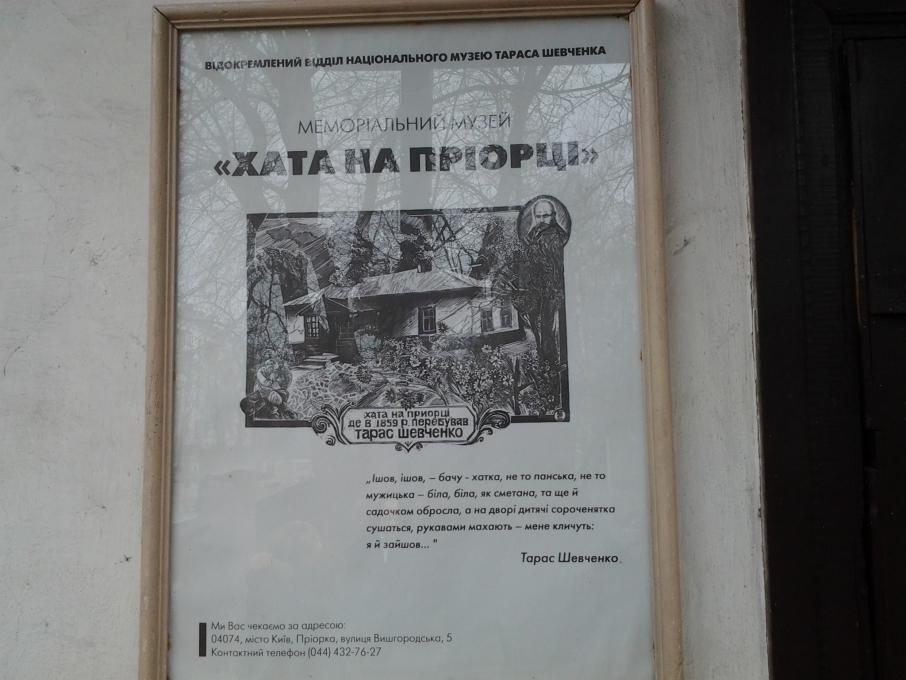 ВІДОКРЕМЛЕНИЙ ВІДДІЛ НАЦІОНАЛЬНОГО МУЗЕЮ ТАРАСА ШЕВЧЕНКА
МЕМОРІАЛЬНИЙ МУЗЕЙ
«ХАТА НА ПРІОРЦІ»
ХАТА НА ПРИОРЦІ
ДЕ В 1859 Р. ПЕРЕБУВАВ
ТАРАС ШЕВЧЕНКО
„Ішов, ішов, – бачу - хатка, не то панська, не то
мужицька – біла, біла, як сметана, та ще й
садочком обросла, а на дворі дитячі сороченятка
сушаться, рукавами махають – мене кличуть:
я й зайшов... "
Тарас Шевченко.
Ми Вас чекаємо за адресою:
04074, місто Київ, Пріорка, вулиця Вишгородська, 5
Контактний телефон (044) 432-76-27